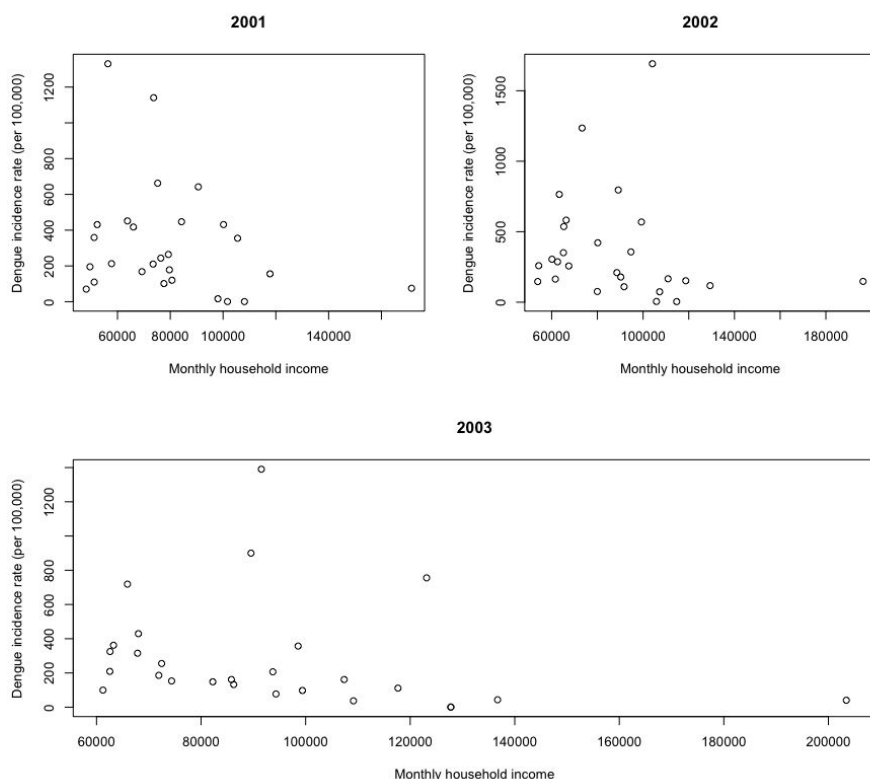 2001
Dengue incidence rate (per 100,000)
0 200 400 600 800 1200
60000 80000 100000 140000
Monthly household income
2002
Dengue incidence rate (per 100,000)
0 500 1000 1500
60000 100000 140000 180000
Monthly household income
2003
Dengue incidence rate (per 100,000)
0 200 400 600 800 1200
60000 80000 100000 120000 140000 160000 180000 200000
Monthly household income